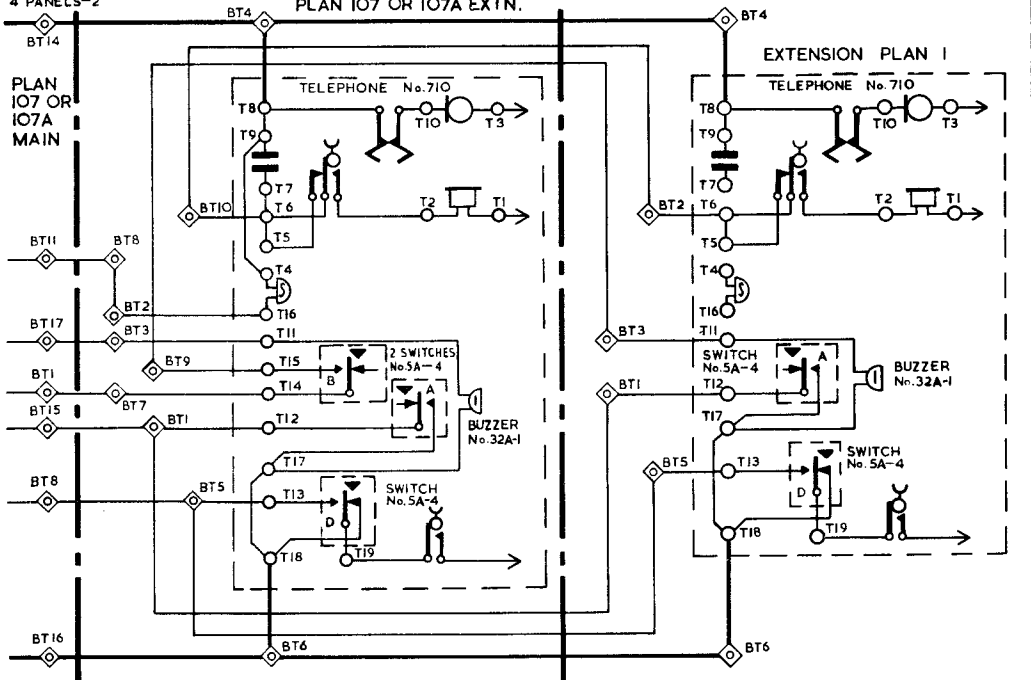 4 PANELS-2
PLAN 107 OR 107A EXTN.
BT14
BT4
BT4
EXTENSION PLAN 1
PLAN
107 OR
107A
MAIN
TELEPHONE No.710
T8
T10
T3
T9
T7
BT10
T6
T2
T1
T5
BT11
BT8
T4
BT2
T16
BT17
BT3
T11
BT9
T15
2 SWITCHES
No.5A-4
B
BT1
BT7
T14
A
BT15
BT1
T12
BUZZER
No.32A-1
T17
BT8
BT5
T13
SWITCH
No.5A-4
D
T19
T18
BT16
BT6
TELEPHONE No.710
T8
T10
T3
T9
T7
BT2
T6
T2
T1
T5
T4
T16
BT3
T11
SWITCH
No.5A-4
A
BUZZER
No.32A-1
BT1
T12
T17
BT5
T13
SWITCH
No.5A-4
D
T18
T19
BT6